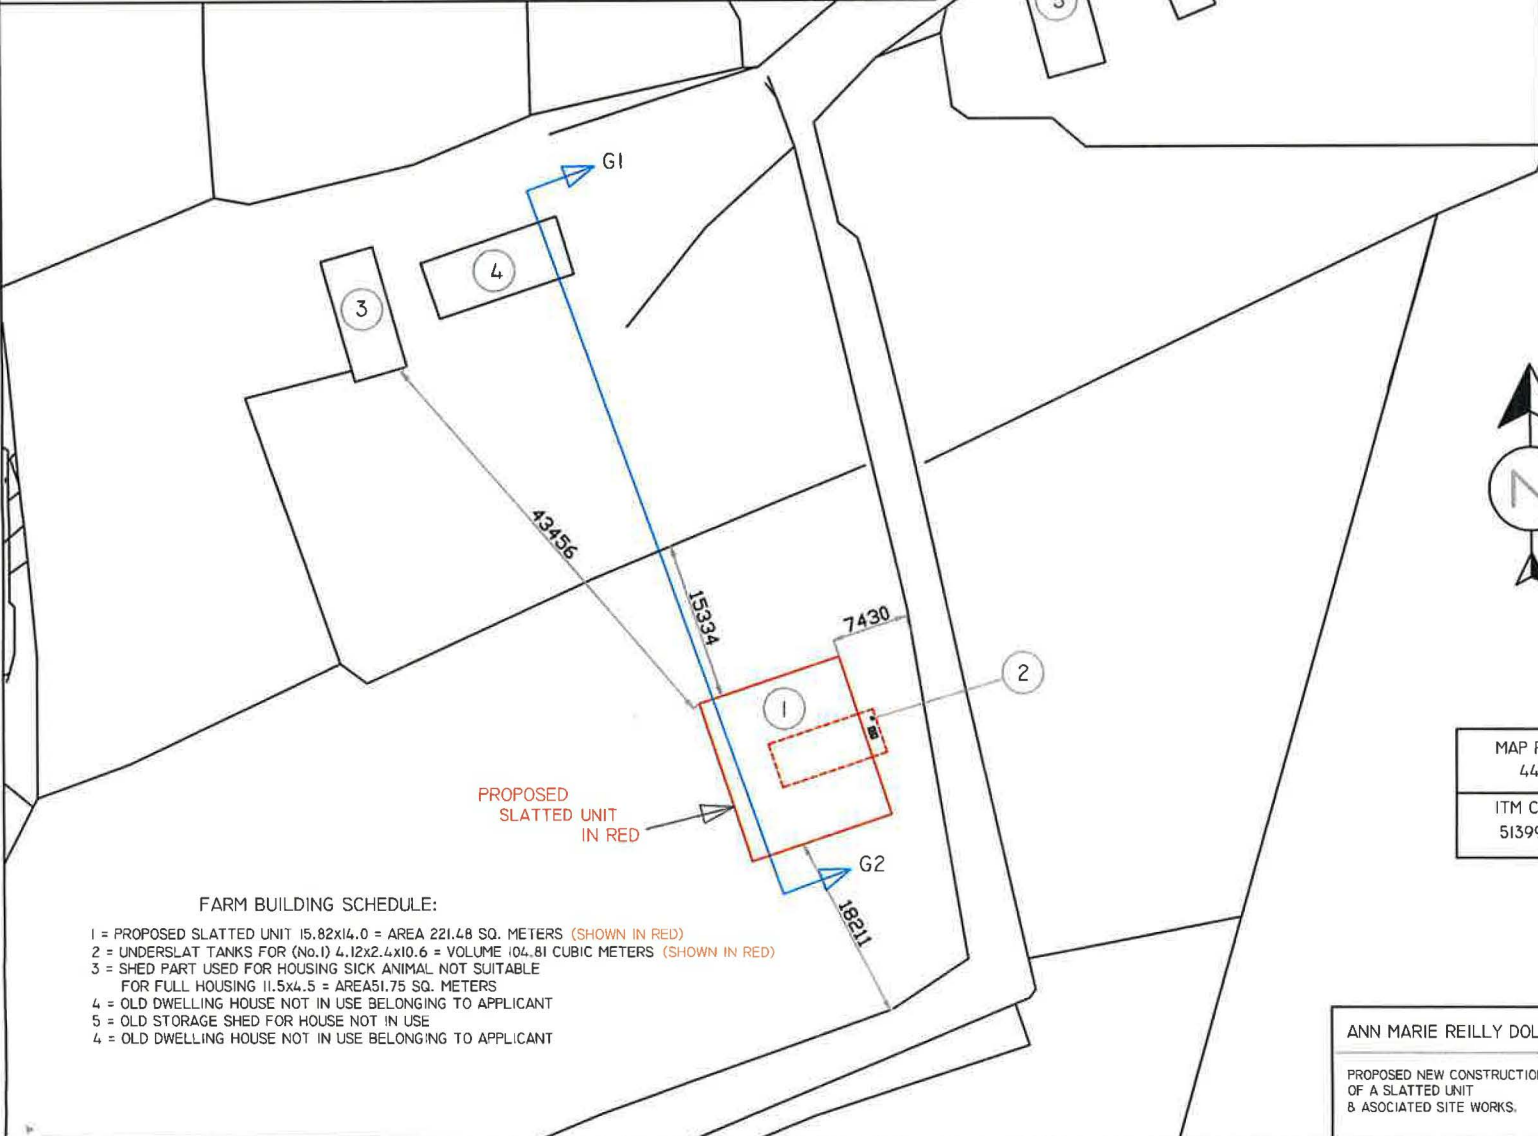 G1
4
3
43456
15334
7430
2
1
PROPOSED
SLATTED UNIT
IN RED
G2
18211
FARM BUILDING SCHEDULE:
1 = PROPOSED SLATTED UNIT 15.82x14.0 = AREA 221.48 SQ. METERS (SHOWN IN RED)
2 = UNDERSLAT TANKS FOR (No.1) 4.12x2.4x10.6 = VOLUME 104.81 CUBIC METERS (SHOWN IN RED)
3 = SHED PART USED FOR HOUSING SICK ANIMAL NOT SUITABLE
FOR FULL HOUSING 11.5x4.5 = AREA51.75 SQ. METERS
4 = OLD DWELLING HOUSE NOT IN USE BELONGING TO APPLICANT
5 = OLD STORAGE SHED FOR HOUSE NOT IN USE
4 = OLD DWELLING HOUSE NOT IN USE BELONGING TO APPLICANT
MAP
44
ITM C
5139
ANN MARIE REILLY DOL
PROPOSED NEW CONSTRUCTION
OF A SLATTED UNIT
& ASOCIATED SITE WORKS.